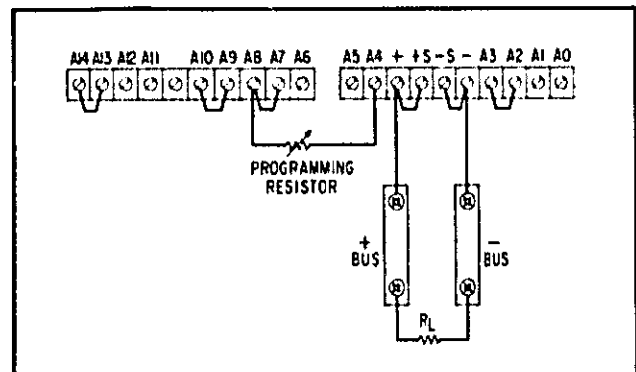 A14 A13 A12 A11 A10 A9 A8 A7 A6 A5 A4 + +S -S - A3 A2 A1 A0
PROGRAMMING
RESISTOR
+
BUS
-
BUS
RL